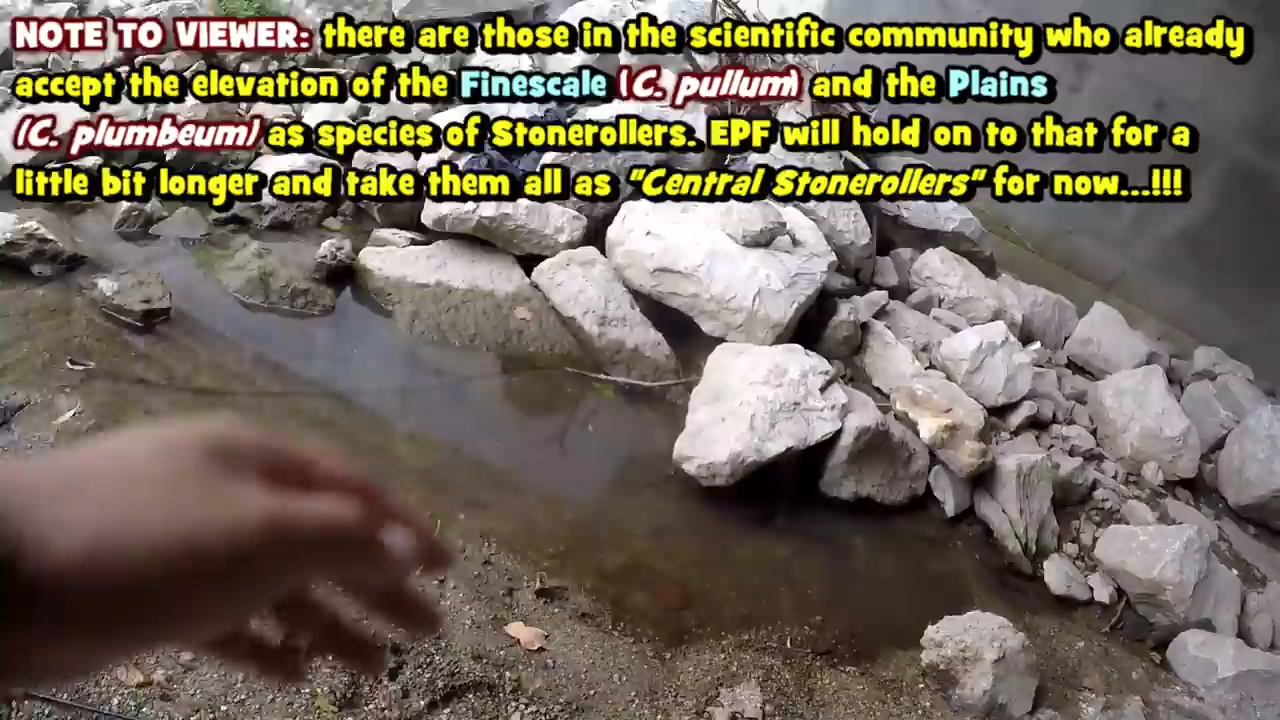 NOTE TO VIEWER: there are those in the scientific community who already
accept the elevation of the Finescale (C. pullum) and the Plains
(C. plumbeum) as species of Stonerollers. EPF will hold on to that for a
little bit longer and take them all as "Central Stonerollers" for now...!!!